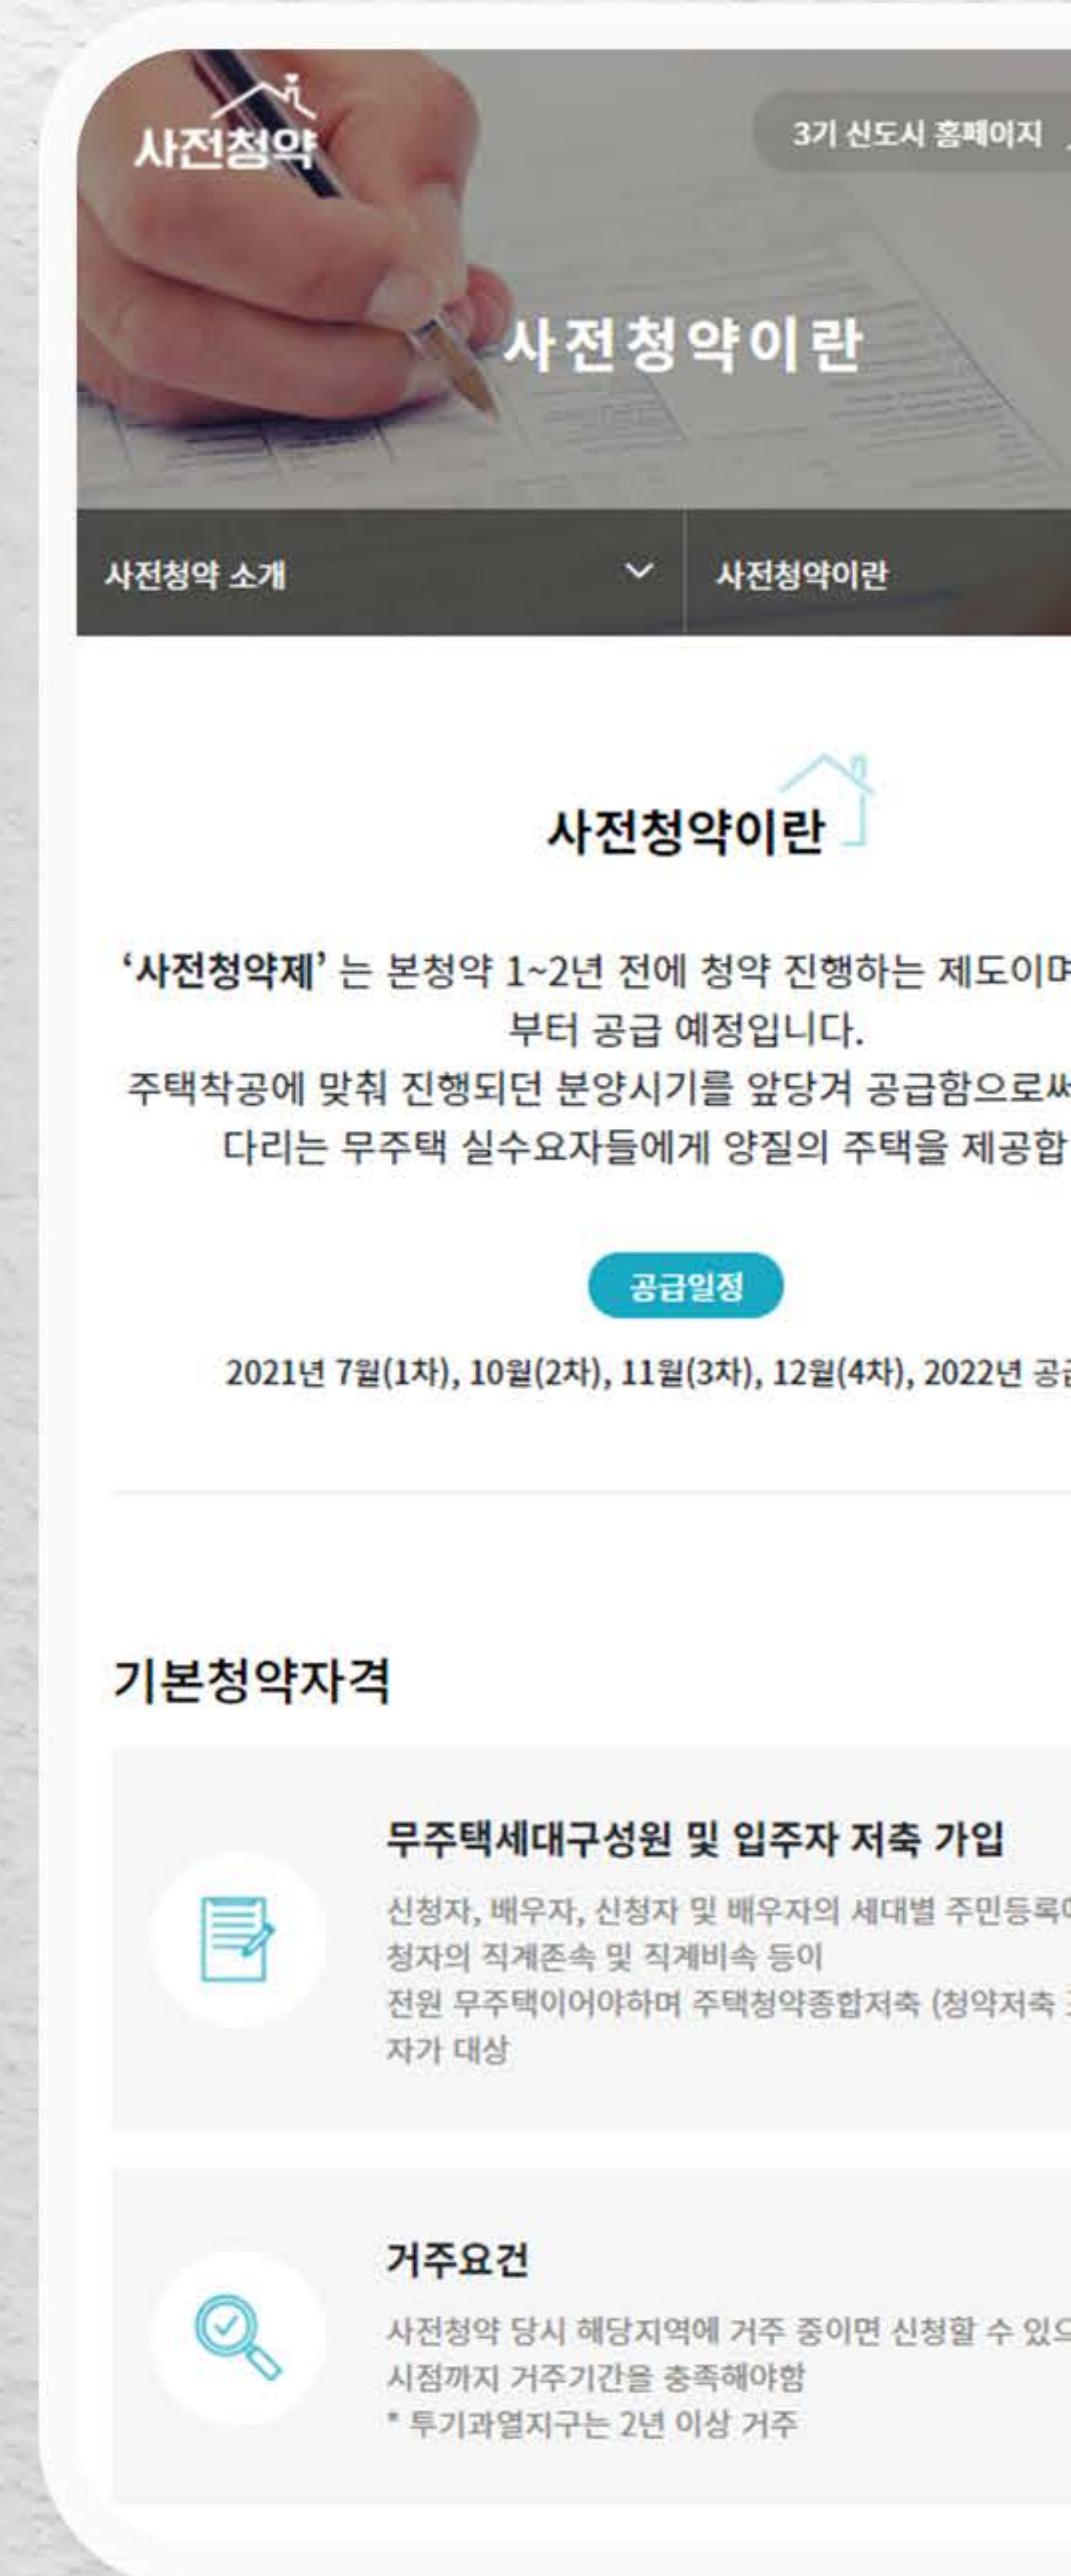 사전청약
3기 신도시 홈페이지
사전청약이란
사전청약 소개
사전청약이란
사전청약이란
‘사전청약제’ 는 본청약 1~2년 전에 청약 진행하는 제도이며
부터 공급 예정입니다.
주택착공에 맞춰 진행되던 분양시기를 앞당겨 공급함으로써
다리는 무주택 실수요자들에게 양질의 주택을 제공합
공급일정
2021년 7월(1차), 10월(2차), 11월(3차), 12월(4차), 2022년 공급
기본청약자격
무주택세대구성원 및 입주자 저축 가입
신청자, 배우자, 신청자 및 배우자의 세대별 주민등록에
청자의 직계존속 및 직계비속 등이
전원 무주택이어야하며 주택청약종합저축 (청약저축
자가 대상
거주요건
사전청약 당시 해당지역에 거주 중이면 신청할 수 있으
시점까지 거주기간을 충족해야함
* 투기과열지구는 2년 이상 거주